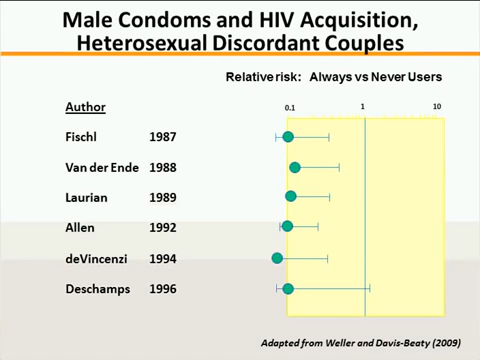 Male Condoms and HIV Acquisition,
Heterosexual Discordant Couples
Relative risk: Always vs Never Users
Author
0.1 1 10
Fischl 1987
Van der Ende 1988
Laurian 1989
Allen 1992
deVincenzi 1994
Deschamps 1996
Adapted from Weller and Davis-Beaty (2009)